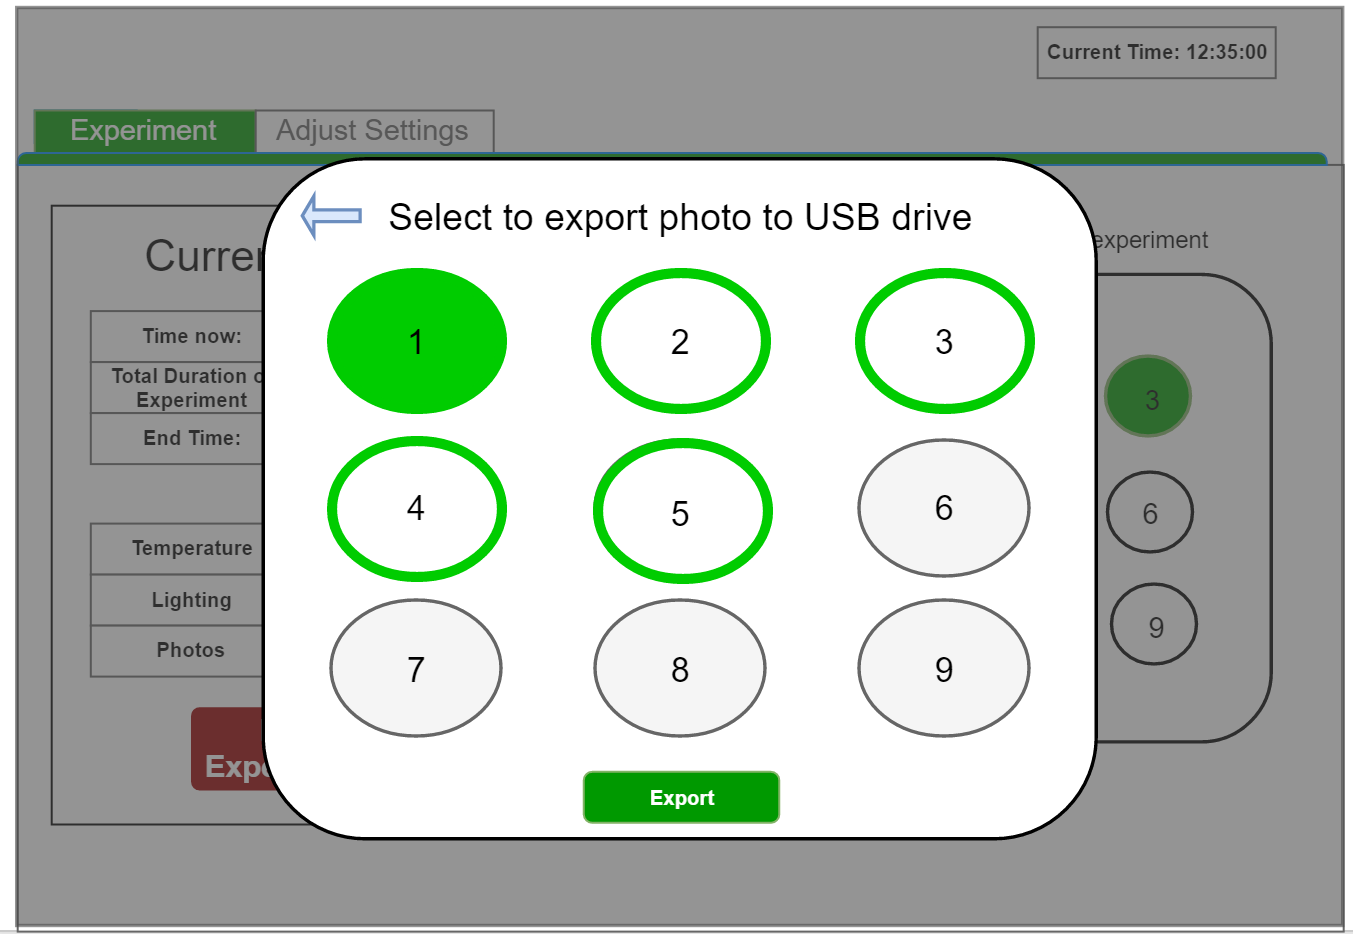 Current Time: 12:35:00
Experiment
Adjust Settings
Select to export photo to USB drive
experiment
1
2
3
4
5
6
7
8
9
Export
Time now:
Total Duration
Experiment
End Time:
Temperature
Lighting
Photos
3
6
9